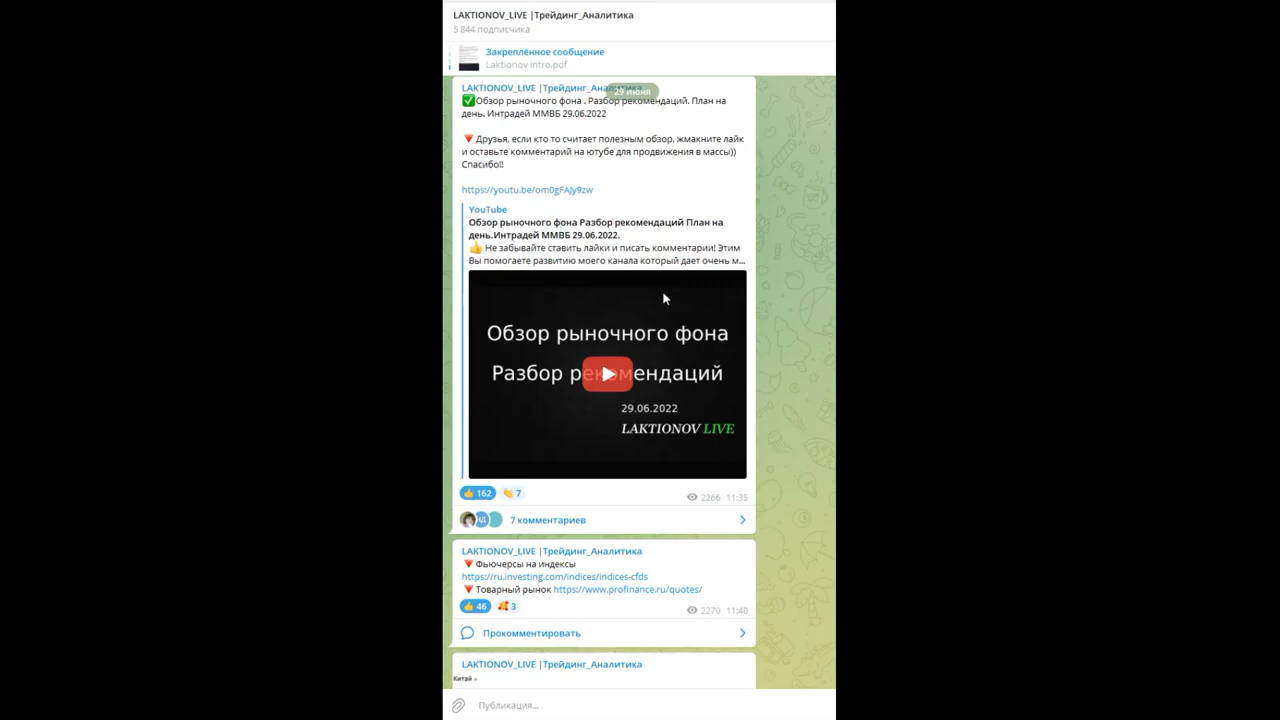 LAKTIONOV_LIVE |Трейдинг_Аналитика
5 844 подписчика
Закреплённое сообщение
Laktionov intro.pdf
29 июня
LAKTIONOV_LIVE |Трейдинг_Аналитика
✅Обзор рыночного фона . Разбор рекомендаций. План на
день. Интрадей ММВБ 29.06.2022
🔻Друзья, если кто то считает полезным обзор, жмакните лайк
и оставьте комментарий на ютубе для продвижения в массы))
Спасибо!!
https://youtu.be/om0gFAJy9zw
YouTube
Обзор рыночного фона Разбор рекомендаций План на
день.Интрадей ММВБ 29.06.2022.
👍 Не забывайте ставить лайки и писать комментарии! Этим
Вы помогаете развитию моего канала который дает очень м...
Обзор рыночного фона
Разбор рекомендаций
29.06.2022
LAKTIONOV LIVE
👍 162 👏 7 2266 11:35
НД 7 комментариев
LAKTIONOV_LIVE |Трейдинг_Аналитика
🔻 Фьючерсы на индексы
https://ru.investing.com/indices/indices-cfds
🔻 Товарный рынок https://www.profinance.ru/quotes/
👍 46 🥰 3 2270 11:40
Прокомментировать
LAKTIONOV_LIVE |Трейдинг_Аналитика
Китай »
Публикация...